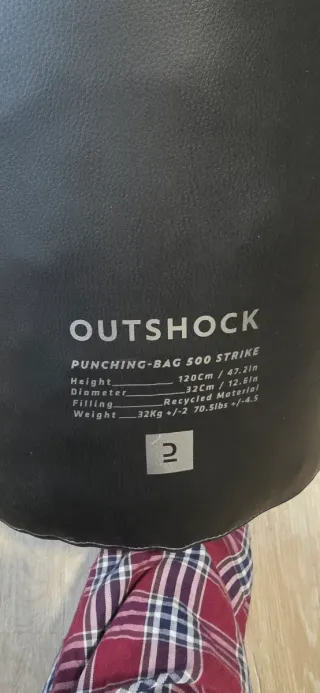 OUTSHOCK
PUNCHING-BAG 500 STRIKE
Height 120Cm / 47.2In
Diameter 32Cm / 12.6In
Filling Recycled Material
Weight 32Kg +/-2 70.5lbs +/-4.5